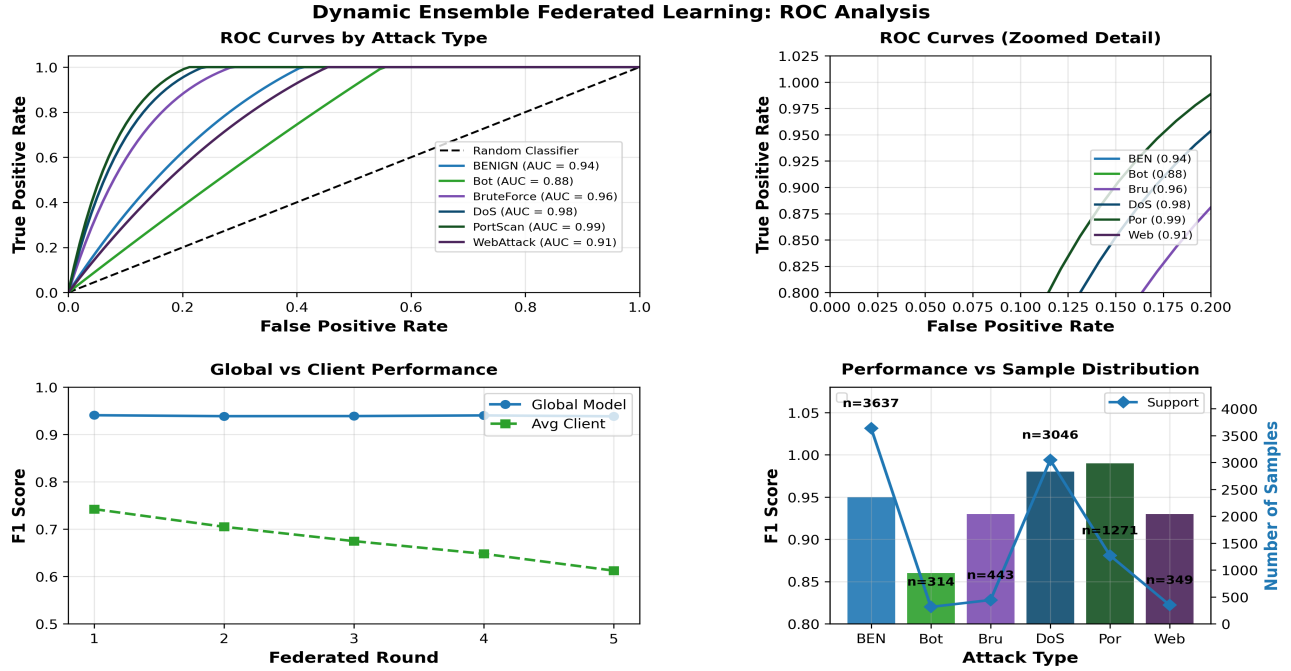 Dynamic Ensemble Federated Learning: ROC Analysis
ROC Curves by Attack Type
True Positive Rate
1.0
0.8
0.6
0.4
0.2
0.0
0.0 0.2 0.4 0.6 0.8 1.0
False Positive Rate
Random Classifier
BENIGN (AUC = 0.94)
Bot (AUC = 0.88)
BruteForce (AUC = 0.96)
DoS (AUC = 0.98)
PortScan (AUC = 0.99)
WebAttack (AUC = 0.91)
ROC Curves (Zoomed Detail)
True Positive Rate
1.025
1.000
0.975
0.950
0.925
0.900
0.875
0.850
0.825
0.800
0.000 0.025 0.050 0.075 0.100 0.125 0.150 0.175 0.200
False Positive Rate
BEN (0.94)
Bot (0.88)
Bru (0.96)
DoS (0.98)
Por (0.99)
Web (0.91)
Global vs Client Performance
F1 Score
1.0
0.9
0.8
0.7
0.6
0.5
1 2 3 4 5
Federated Round
Global Model
Avg Client
Performance vs Sample Distribution
F1 Score
1.05
1.00
0.95
0.90
0.85
0.80
BEN Bot Bru DoS Por Web
Attack Type
Support
n=3637
n=314
n=443
n=3046
n=1271
n=349
4000
3500
3000
2500
2000
1500
1000
500
0
Number of Samples